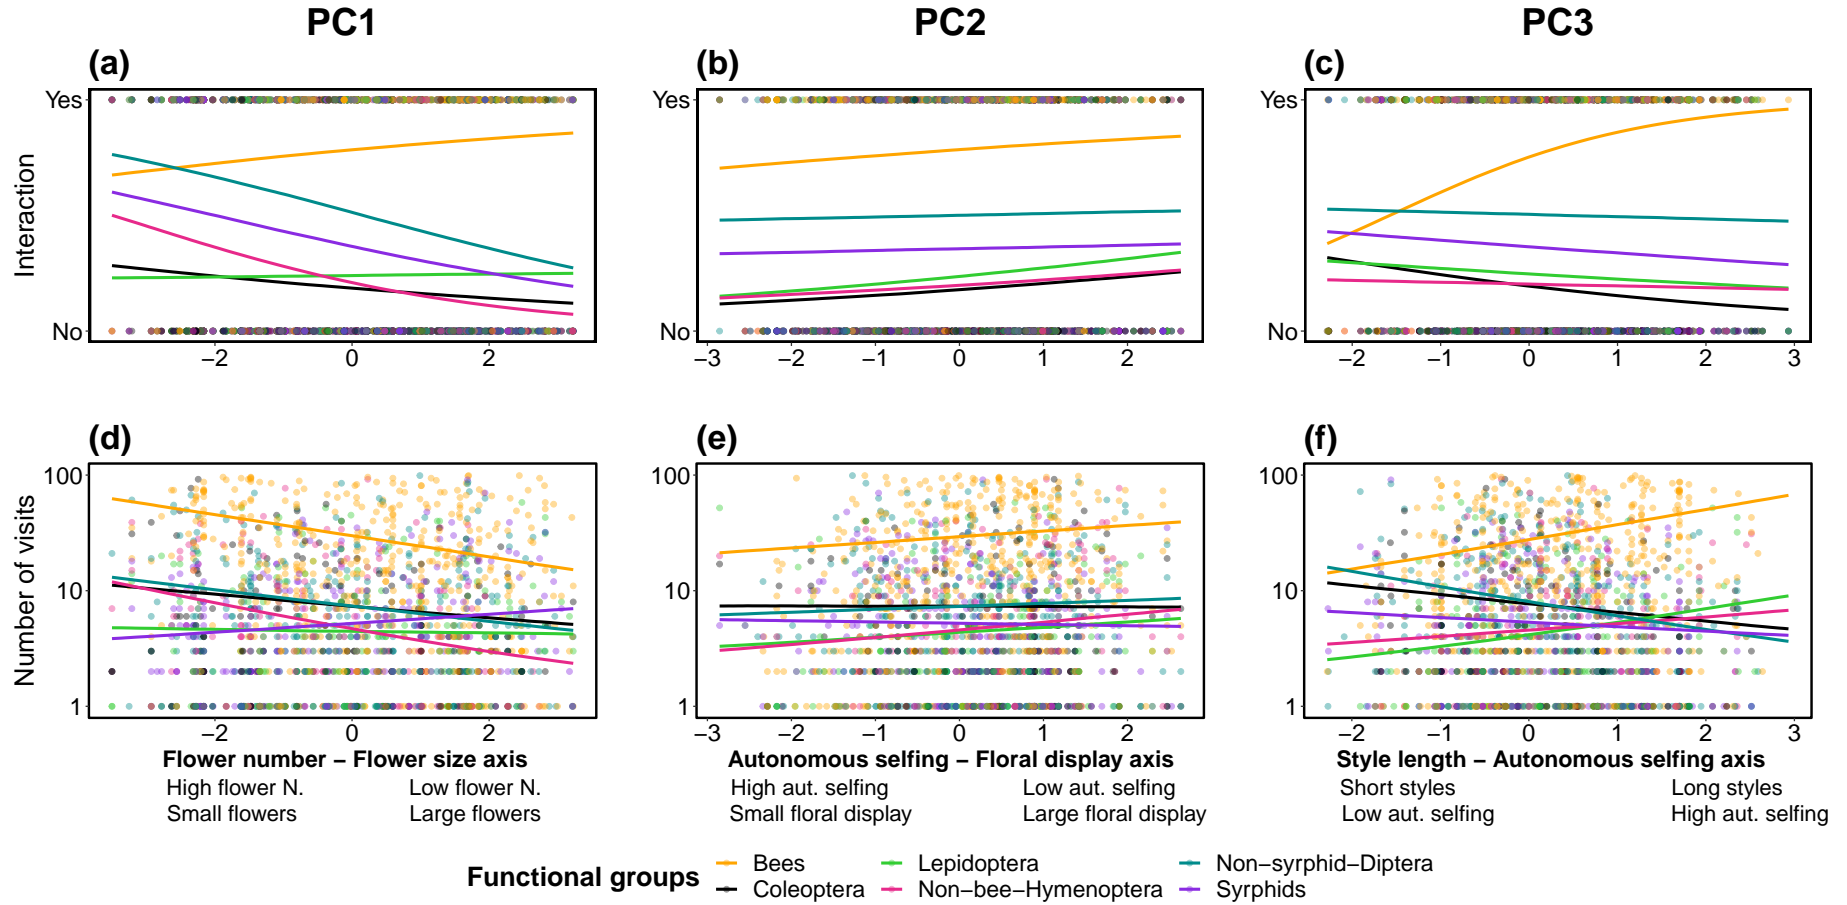 PC1 PC2 PC3
(a) (b) (c)
Interaction
Yes
No
−2 0 2
Yes
No
−3 −2 −1 0 1 2
Yes
No
−2 −1 0 1 2 3
(d) (e) (f)
Number of visits
100
10
1
−2 0 2
100
10
1
−3 −2 −1 0 1 2
100
10
1
−2 −1 0 1 2 3
Flower number − Flower size axis
High flower N. Low flower N.
Small flowers Large flowers
Autonomous selfing − Floral display axis
High aut. selfing Low aut. selfing
Small floral display Large floral display
Style length − Autonomous selfing axis
Short styles Long styles
Low aut. selfing High aut. selfing
Functional groups
Bees Lepidoptera Non−syrphid−Diptera
Coleoptera Non−bee−Hymenoptera Syrphids